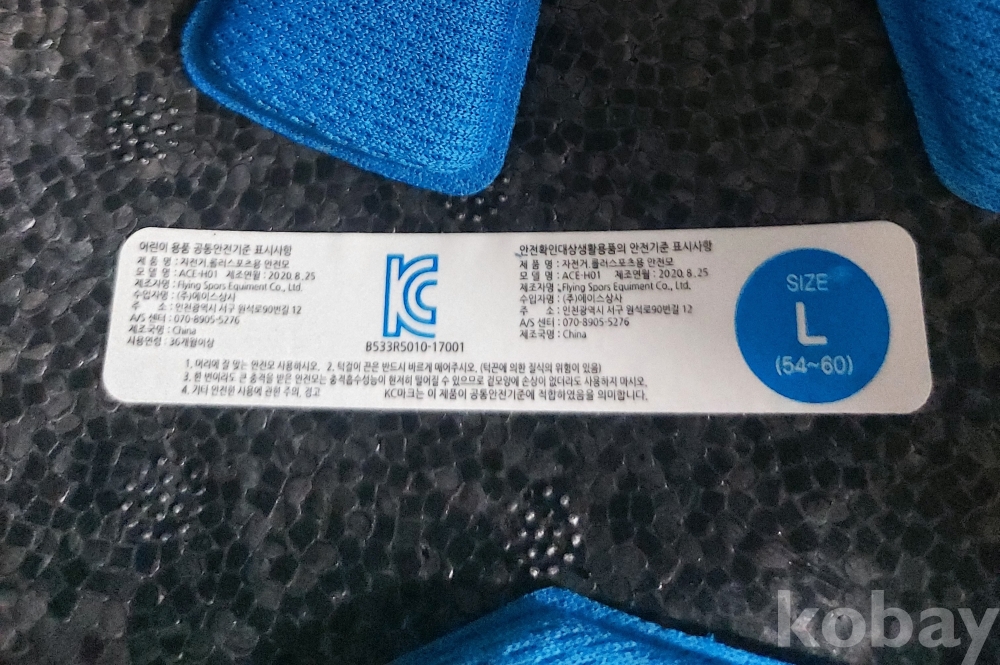 어린이 용품 공통안전기준 표시사항
제 품 명 : 자전거.롤러스포츠용 안전모
모 델 명 : ACE-H01 제조연월 : 2020. 8. 25
제조자명 : Flying Spors Equiment Co., Ltd.
수입자명 : (주)에이스상사
주 소 : 인천광역시 서구 원석로90번길 12
A/S 센터 : 070-8905-5276
제조국명 : China
사용연령 : 36개월이상
KC
B533R5010-17001
안전확인대상생활용품의 안전기준 표시사항
제 품 명 : 자전거.롤러스포츠용 안전모
모 델 명 : ACE-H01 제조연월 : 2020. 8. 25
제조자명 : Flying Spors Equiment Co., Ltd.
수입자명 : (주)에이스상사
주 소 : 인천광역시 서구 원석로90번길 12
A/S 센터 : 070-8905-5276
제조국명 : China
SIZE
L
(54~60)
1. 머리에 잘 맞는 안전모 사용하십시오. 2. 턱걸이 끈은 반드시 바르게 메어주시오. (턱끈에 의한 질식의 위험이 있음)
3. 한 번이라도 큰 충격을 받은 안전모는 충격흡수성능이 현저히 떨어질 수 있으므로 겉모양에 손상이 없더라도 사용하지 마시오.
4. 기타 안전한 사용에 관한 주의, 경고 KC마크는 이 제품이 공통안전기준에 적합하였음을 의미합니다.
kobay